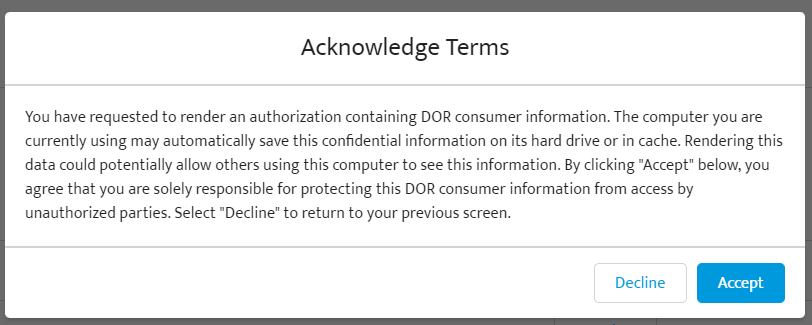 Acknowledge Terms
You have requested to render an authorization containing DOR consumer information. The computer you are
currently using may automatically save this confidential information on its hard drive or in cache. Rendering this
data could potentially allow others using this computer to see this information. By clicking "Accept" below, you
agree that you are solely responsible for protecting this DOR consumer information from access by
unauthorized parties. Select "Decline" to return to your previous screen.
Decline
Accept